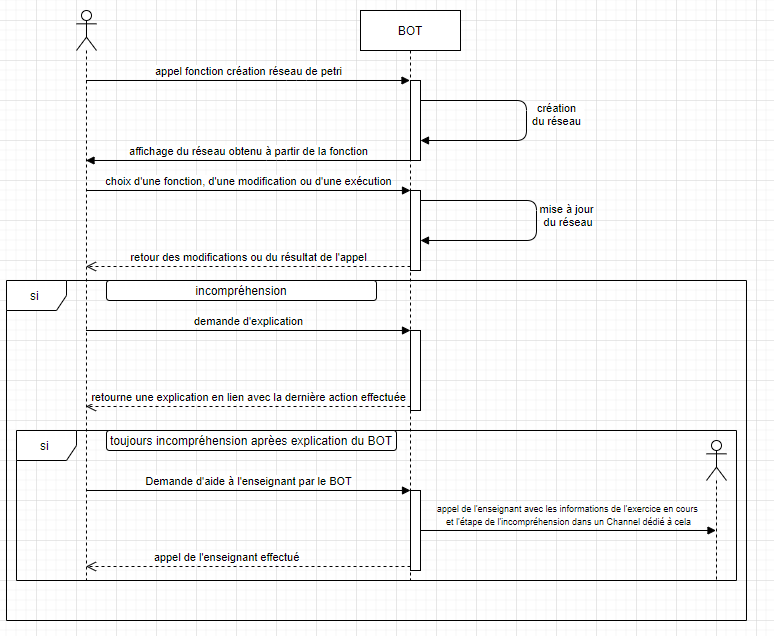 BOT
appel fonction création réseau de petri
création
du réseau
affichage du réseau obtenu à partir de la fonction
choix d'une fonction, d'une modification ou d'une exécution
mise à jour
du réseau
retour des modifications ou du résultat de l'appel
si
incompréhension
demande d'explication
retourne une explication en lien avec la dernière action effectuée
si
toujours incompréhension aprèes explication du BOT
Demande d'aide à l'enseignant par le BOT
appel de l'enseignant avec les informations de l'exercice en cours
et l'étape de l'incompréhension dans un Channel dédié à cela
appel de l'enseignant effectué